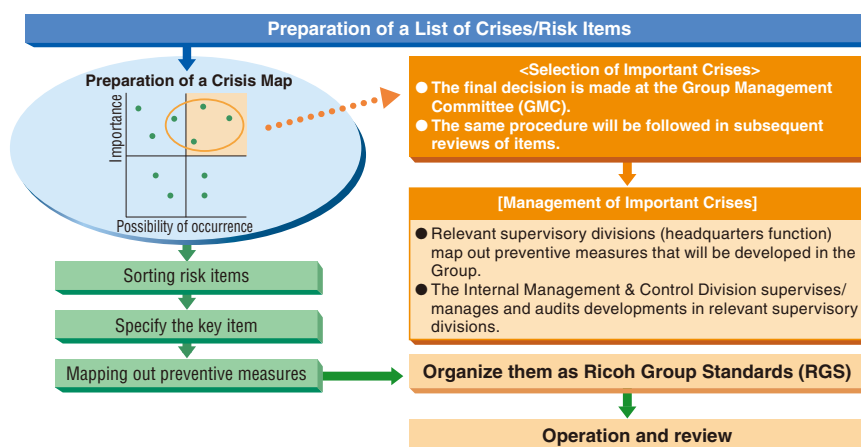 Preparation of a List of Crises/Risk Items
Preparation of a Crisis Map
Importance
Possibility of occurrence
Sorting risk items
Specify the key item
Mapping out preventive measures
<Selection of Important Crises>
● The final decision is made at the Group Management
Committee (GMC).
● The same procedure will be followed in subsequent
reviews of items.
[Management of Important Crises]
● Relevant supervisory divisions (headquarters function)
map out preventive measures that will be developed in the
Group.
● The Internal Management & Control Division supervises/
manages and audits developments in relevant supervisory
divisions.
Organize them as Ricoh Group Standards (RGS)
Operation and review